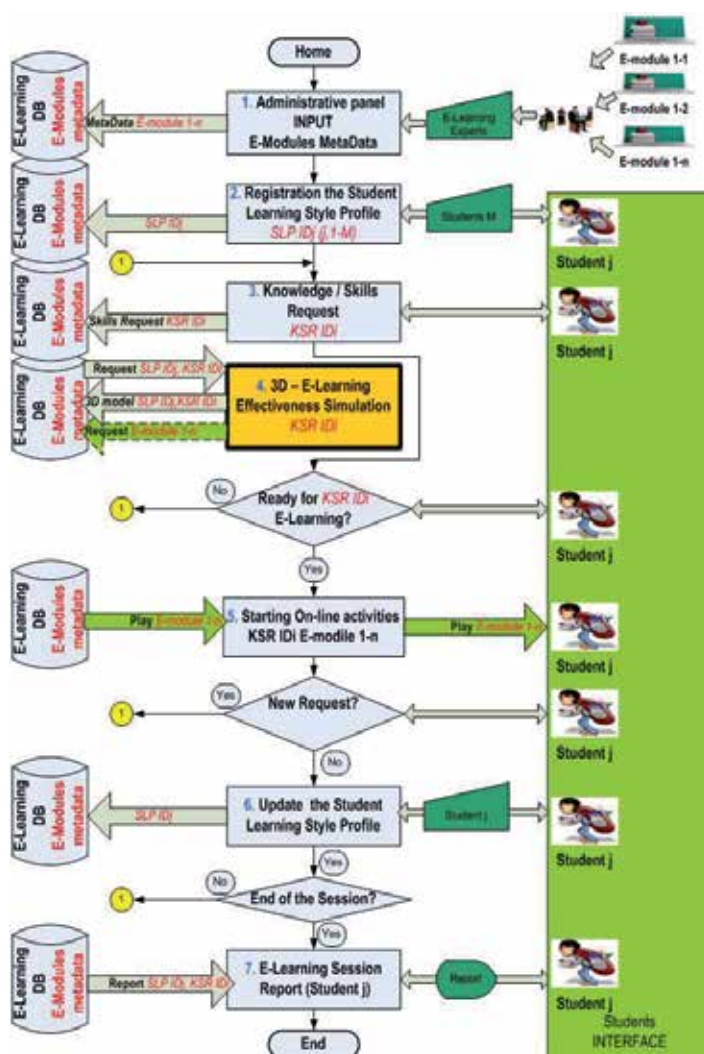 Home
E-module 1-1
E-module 1-2
E-module 1-n
E-Learning
DB
E-Modules
metadata
MetaData E-module 1-n
1. Administrative panel
INPUT
E-Modules MetaData
E-Learning
Experts
E-Learning
DB
E-Modules
metadata
SLP IDj
2. Registration the Student
Learning Style Profile
SLP IDj (j,1-M)
Students M
Student j
1
E-Learning
DB
E-Modules
metadata
Skills Request KSR IDi
3. Knowledge / Skills
Request
KSR IDi
Student j
E-Learning
DB
E-Modules
metadata
Request SLP IDj, KSR IDi
3D model SLP IDj,KSR IDi
Request E-module 1-n
4. 3D – E-Learning
Effectiveness Simulation
KSR IDi
No
1
Ready for KSR IDi
E-Learning?
Student j
Yes
E-Learning
DB
E-Modules
metadata
Play E-module 1-n
5. Starting On-line activities
KSR IDi E-modile 1-n
Play E-module 1-n
Student j
Yes
1
New Request?
Student j
No
E-Learning
DB
E-Modules
metadata
SLP IDj
6. Update the Student
Learning Style Profile
Student j
Student j
Yes
No
1
End of the Session?
Yes
E-Learning
DB
E-Modules
metadata
Report SLP IDj, KSR IDi
7. E-Learning Session
Report (Student j)
Report
Student j
End
Students
INTERFACE